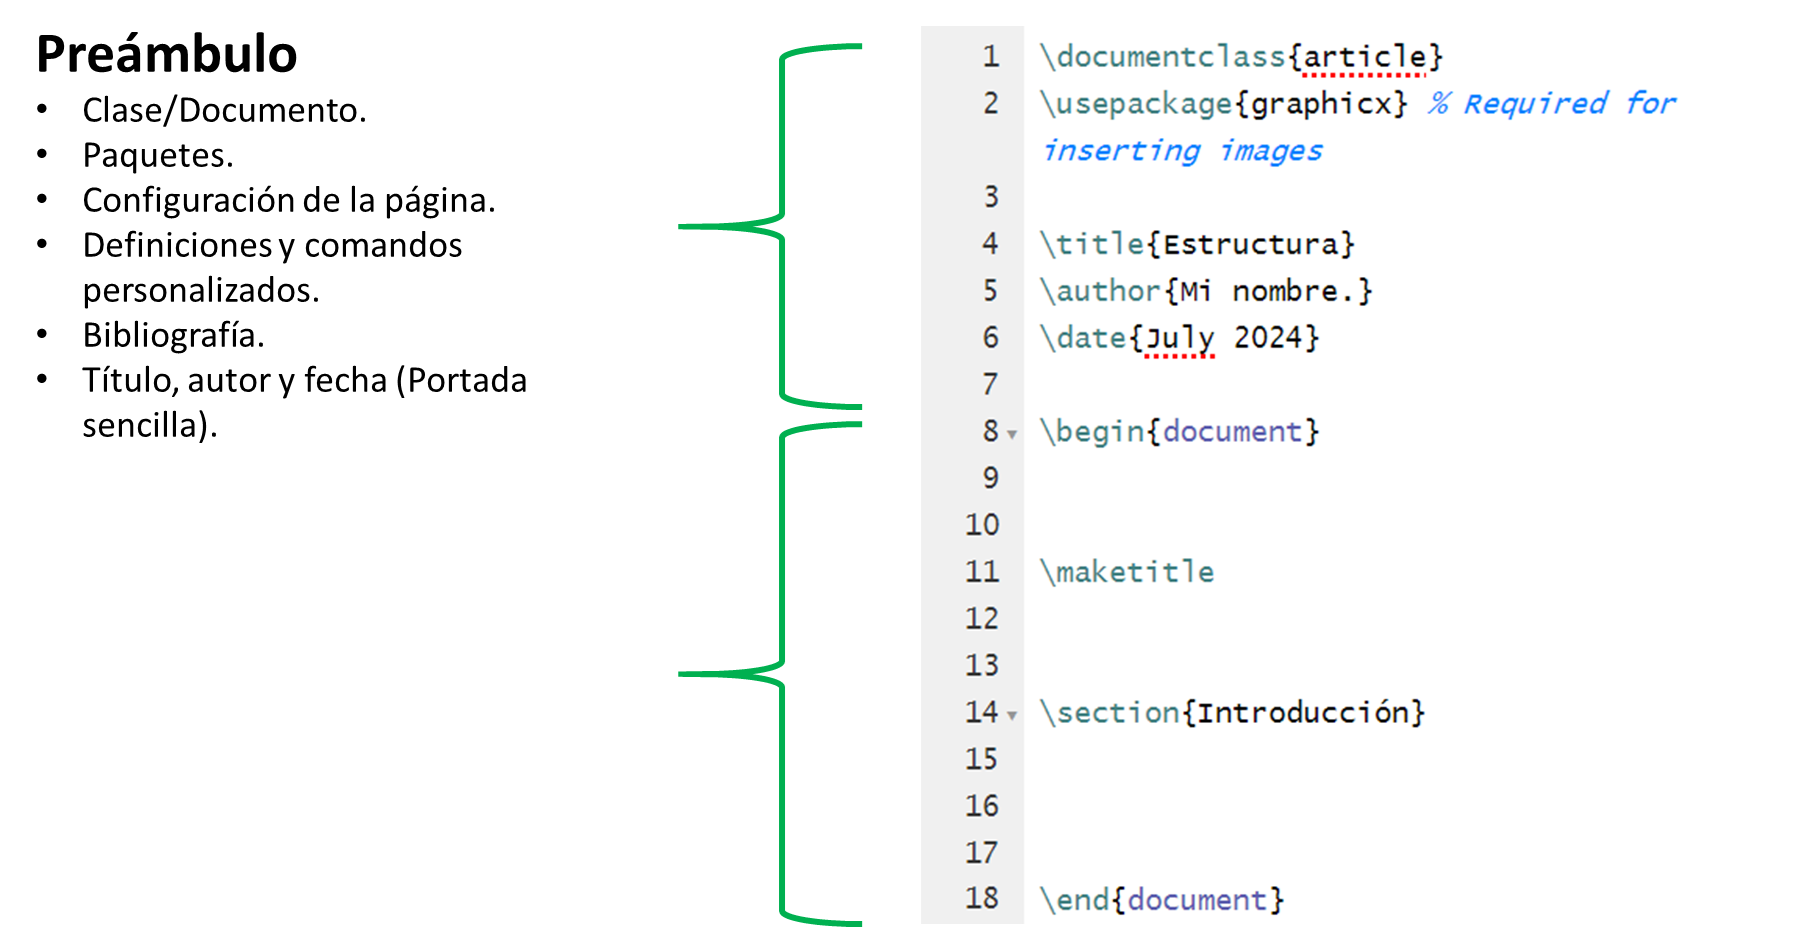 Preámbulo
• Clase/Documento.
• Paquetes.
• Configuración de la página.
• Definiciones y comandos
personalizados.
• Bibliografía.
• Título, autor y fecha (Portada
sencilla).
1 \documentclass{article}
2 \usepackage{graphicx} % Required for
inserting images
3
4 \title{Estructura}
5 \author{Mi nombre.}
6 \date{July 2024}
7
8 \begin{document}
9
10
11 \maketitle
12
13
14 \section{Introducción}
15
16
17
18 \end{document}